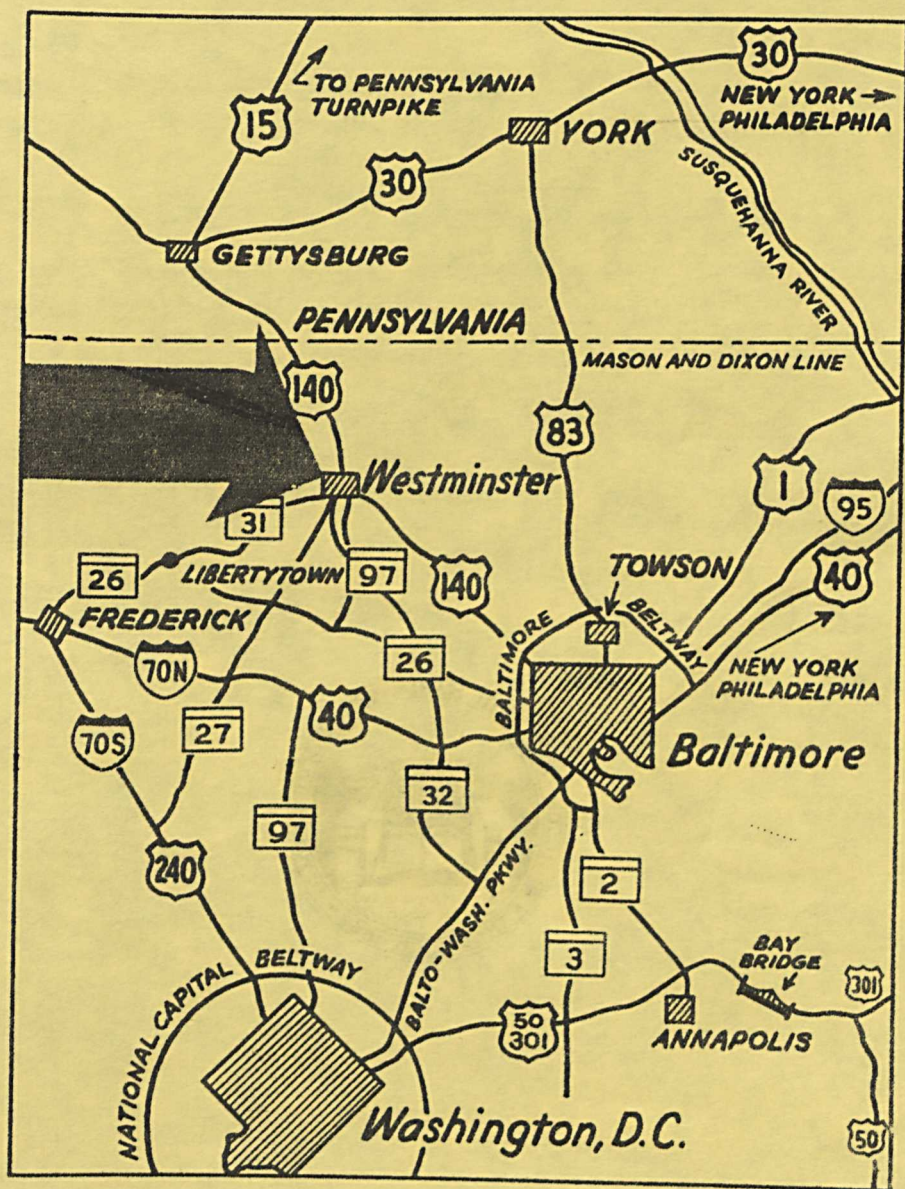 30
TO PENNSYLVANIA
TURNPIKE
NEW YORK
PHILADELPHIA
15
YORK
30
SUSQUEHANNA RIVER
GETTYSBURG
PENNSYLVANIA
MASON AND DIXON LINE
140
83
Westminster
1
95
31
26
LIBERTYTOWN
97
140
TOWSON
40
FREDERICK
BALTIMORE BELTWAY
26
70N
NEW YORK
PHILADELPHIA
40
27
70S
Baltimore
32
97
240
2
BALTO-WASH. PKWY.
3
BAY
BRIDGE
NATIONAL CAPITAL BELTWAY
301
50
301
ANNAPOLIS
Washington, D.C.
50